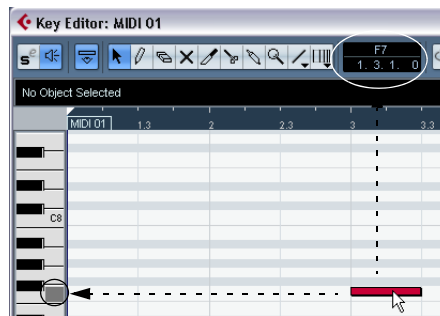 Key Editor: MIDI 01
F7
1. 3. 1. 0
No Object Selected
MIDI 01 1.3 2 2.3 3 3.3
C8